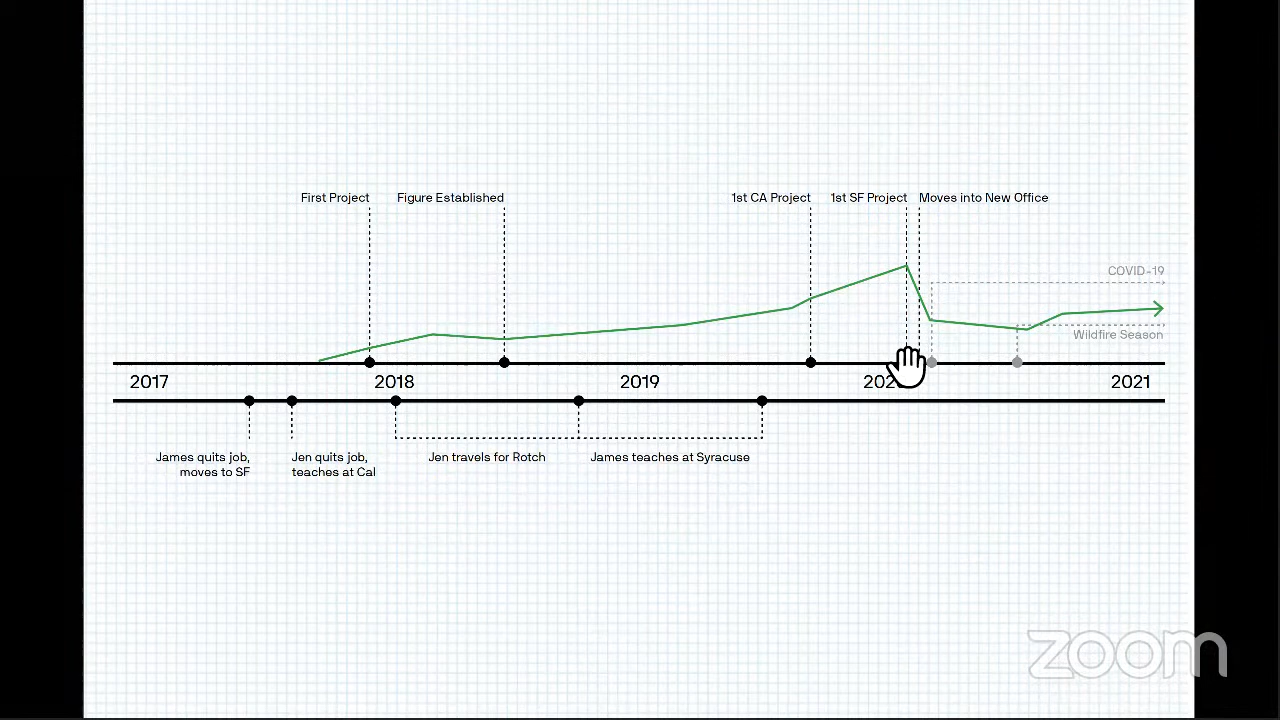 First Project
Figure Established
1st CA Project
1st SF Project
Moves into New Office
COVID-19
Wildfire Season
2017
2018
2019
2021
James quits job,
moves to SF
Jen quits job,
teaches at Cal
Jen travels for Rotch
James teaches at Syracuse
zoom